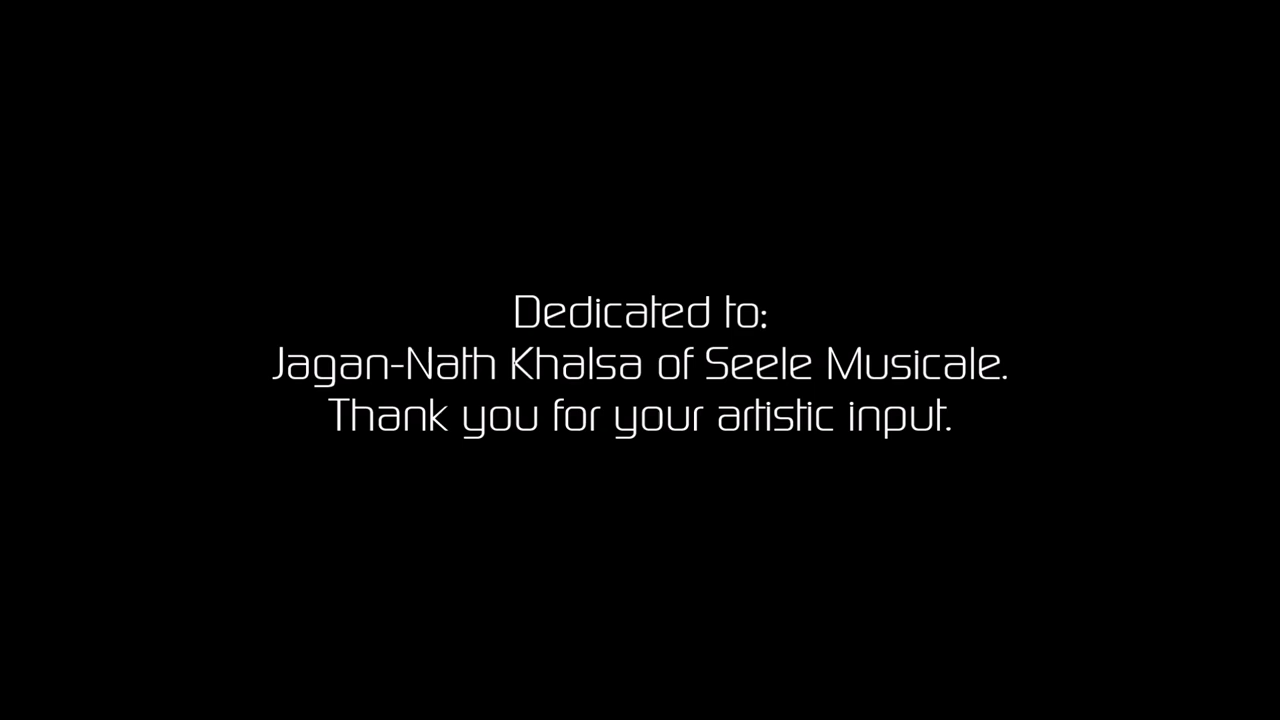 Dedicated to:
Jagan-Nath Khalsa of Seele Musicale.
Thank you for your artistic input.